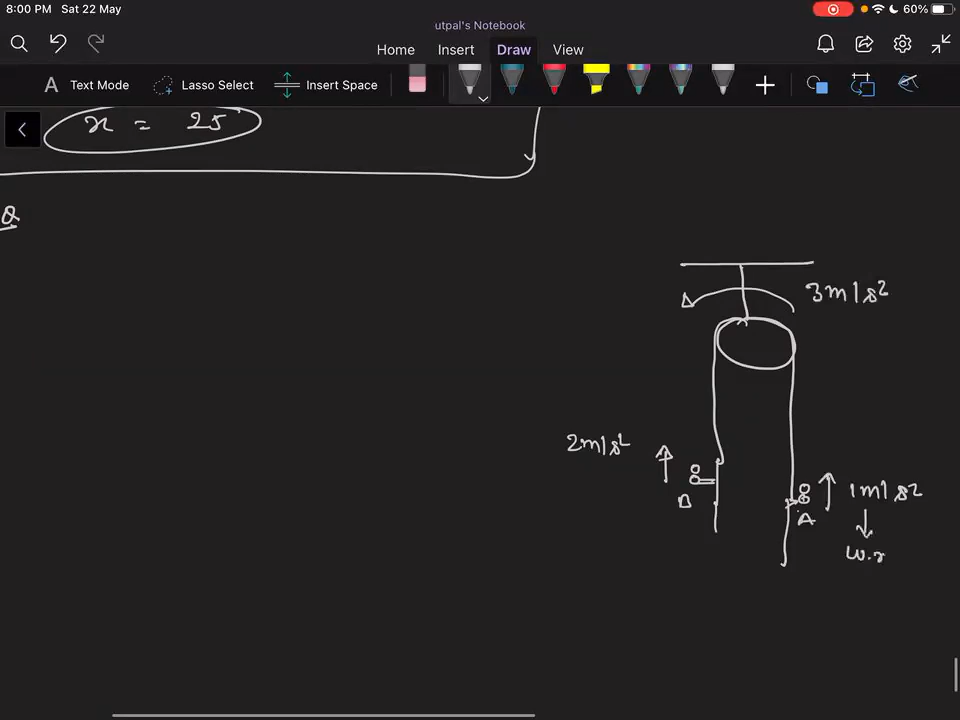 8:00 PM Sat 22 May
60%
utpal's Notebook
Home Insert Draw View
Text Mode Lasso Select Insert Space
x = 25
Q
3m/s²
2m/s²
B
1m/s²
A
w.r